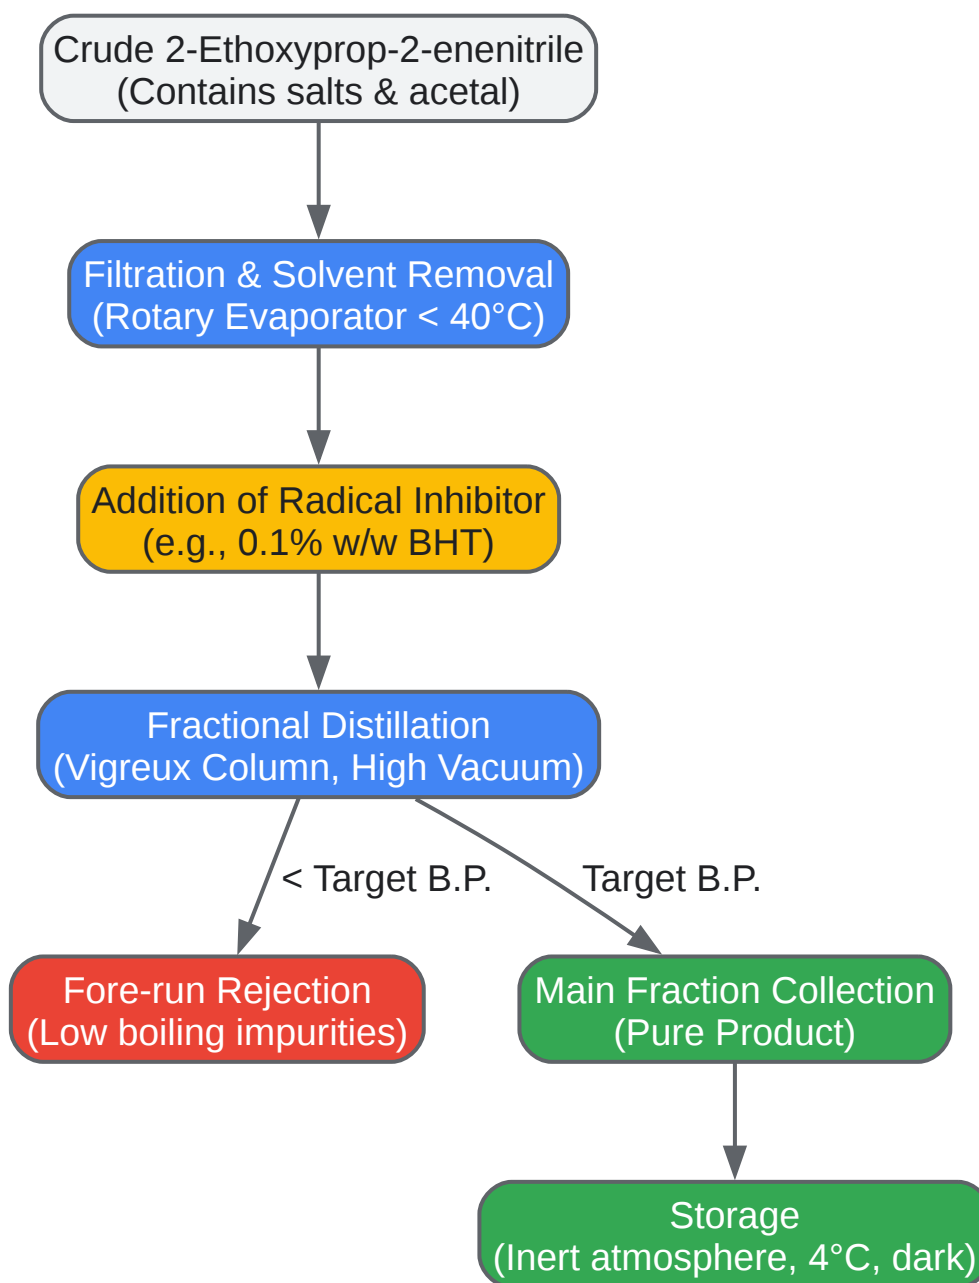 Crude 2-Ethoxyprop-2-enenitrile
(Contains salts & acetal)
Filtration & Solvent Removal
(Rotary Evaporator < 40°C)
Addition of Radical Inhibitor
(e.g., 0.1% w/w BHT)
Fractional Distillation
(Vigreux Column, High Vacuum)
< Target B.P.
Target B.P.
Fore-run Rejection
(Low boiling impurities)
Main Fraction Collection
(Pure Product)
Storage
(Inert atmosphere, 4°C, dark)